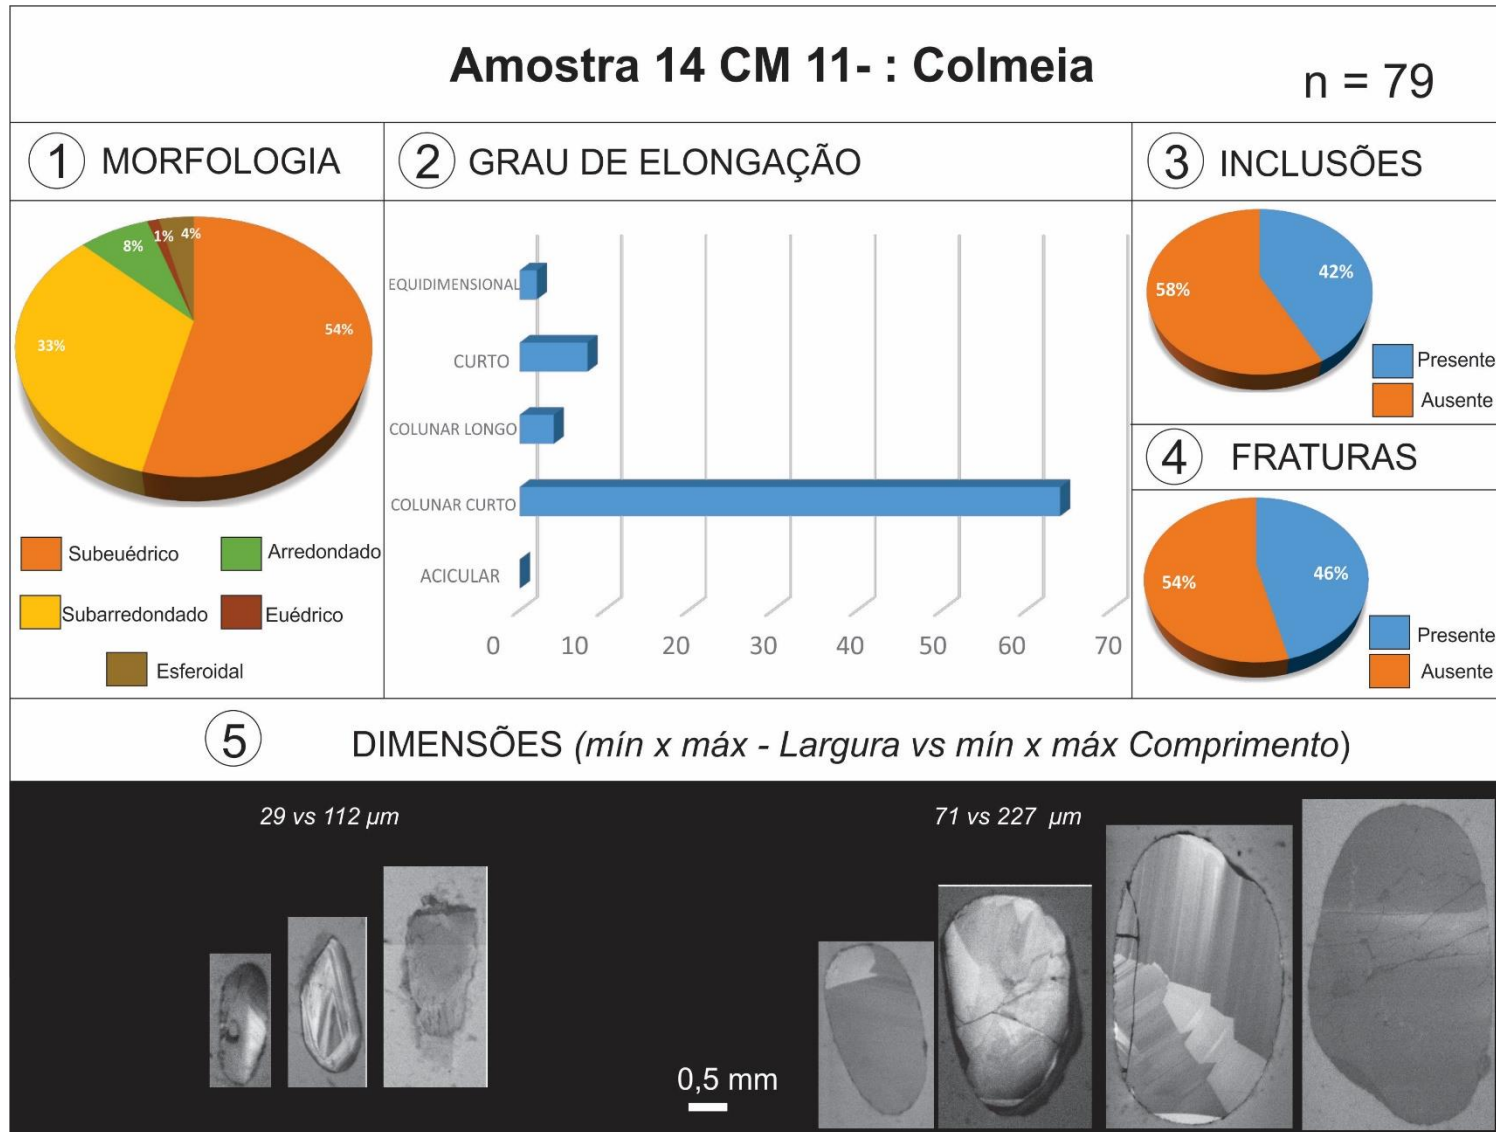 Amostra 14 CM 11- : Colmeia
n = 79
1 MORFOLOGIA
2 GRAU DE ELONGAÇÃO
3 INCLUSÕES
54%
33%
8%
1%
4%
Subeuédrico
Arredondado
Subarredondado
Euédrico
Esferoidal
EQUIDIMENSIONAL
CURTO
COLUNAR LONGO
COLUNAR CURTO
ACICULAR
0 10 20 30 40 50 60 70
42%
58%
Presente
Ausente
4 FRATURAS
46%
54%
Presente
Ausente
5 DIMENSÕES (mín x máx - Largura vs mín x máx Comprimento)
29 vs 112 µm
71 vs 227 µm
0,5 mm